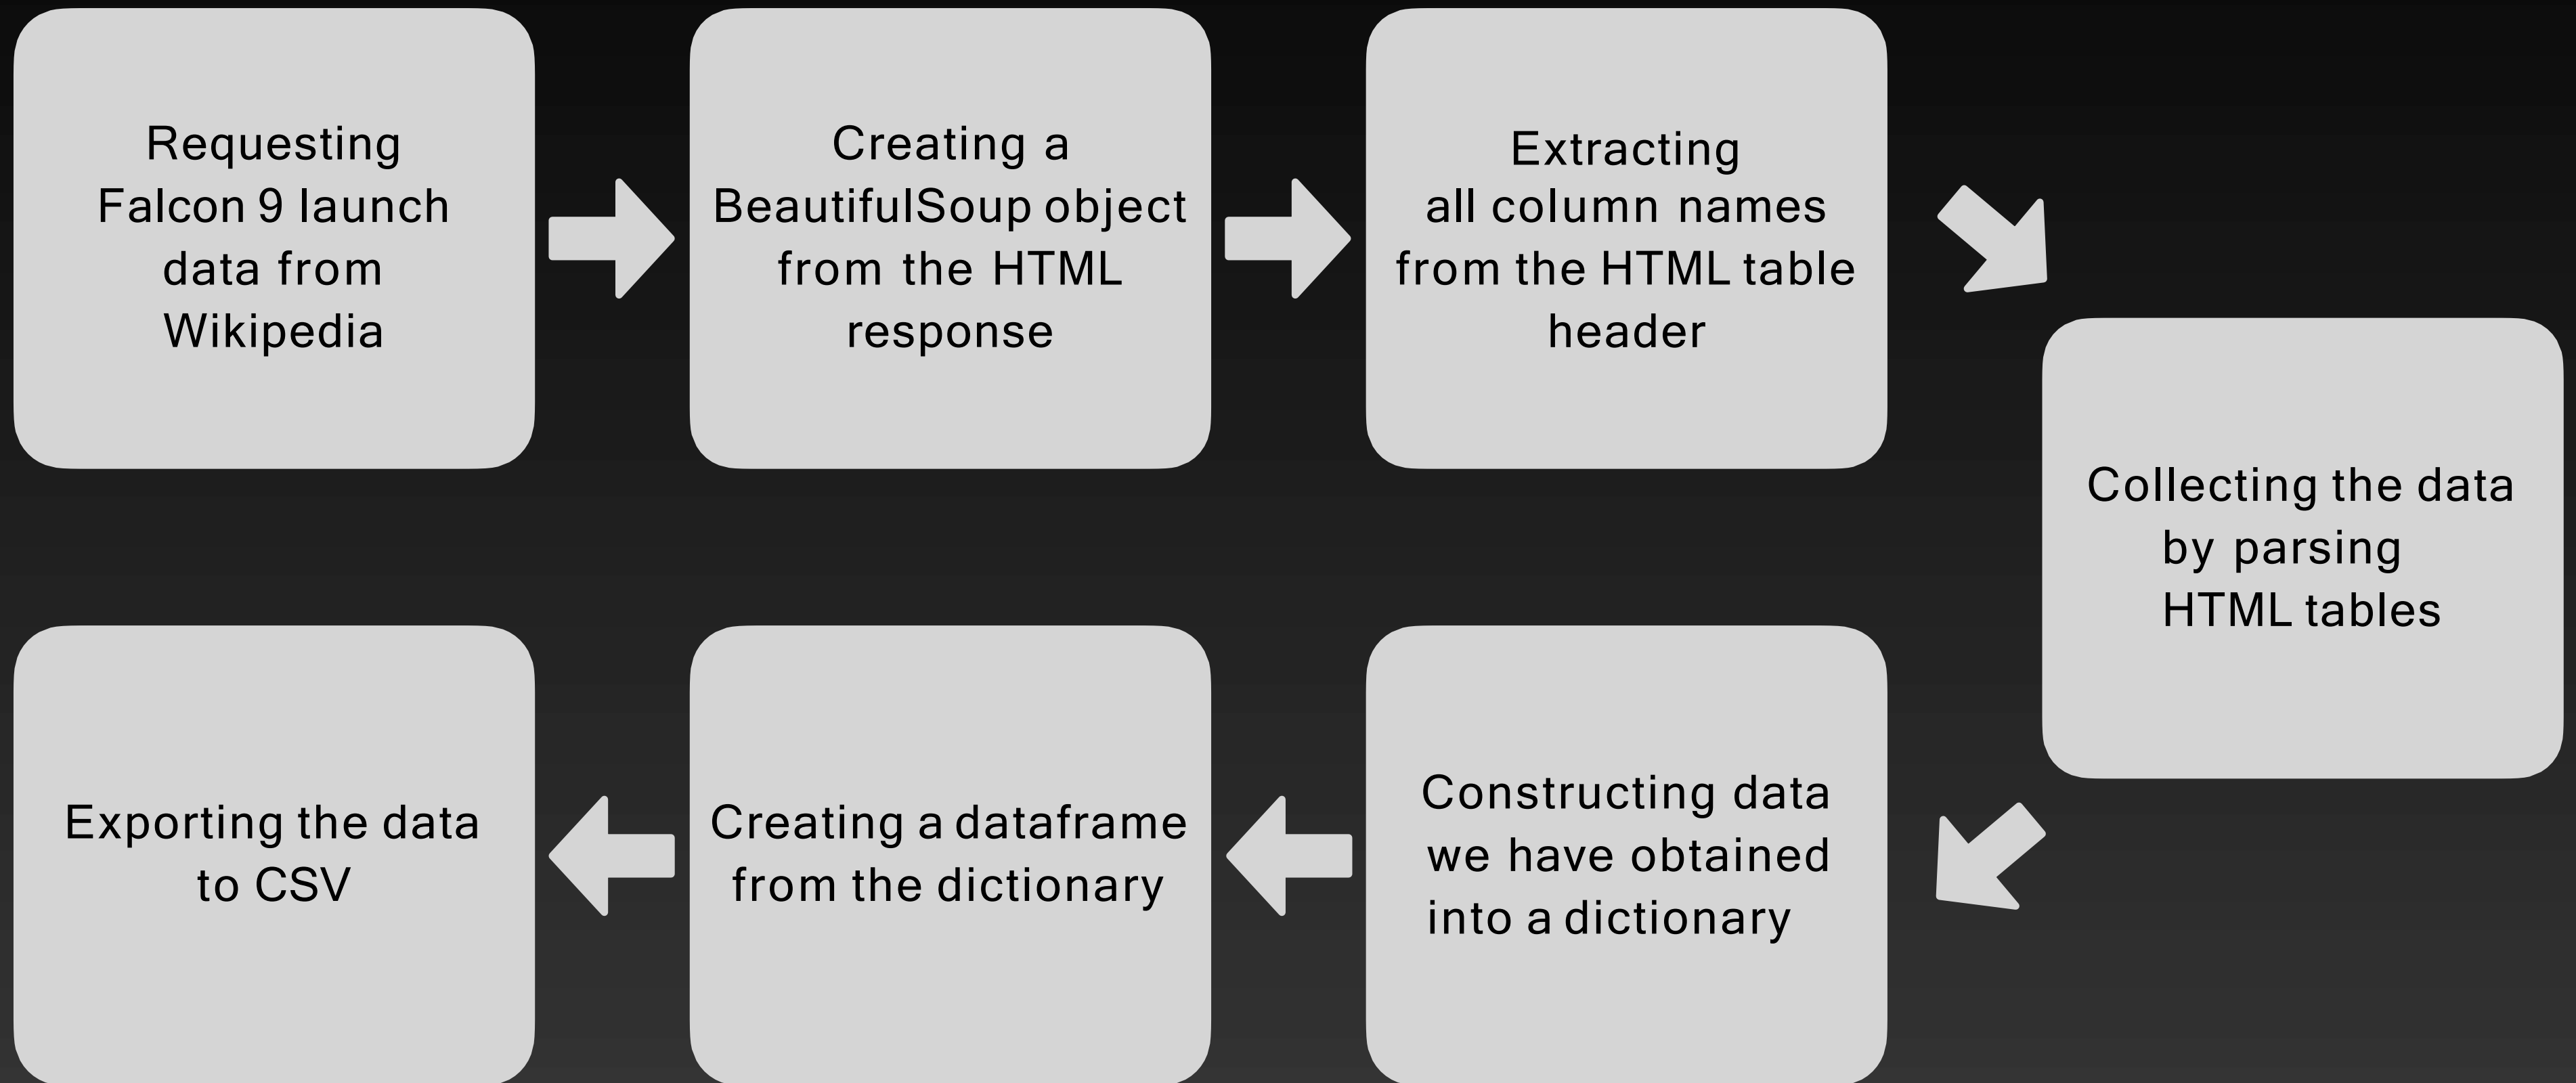 Requesting
Falcon 9 launch
data from
Wikipedia
Creating a
BeautifulSoup object
from the HTML
response
Extracting
all column names
from the HTML table
header
Collecting the data
by parsing
HTML tables
Constructing data
we have obtained
into a dictionary
Creating a dataframe
from the dictionary
Exporting the data
to CSV